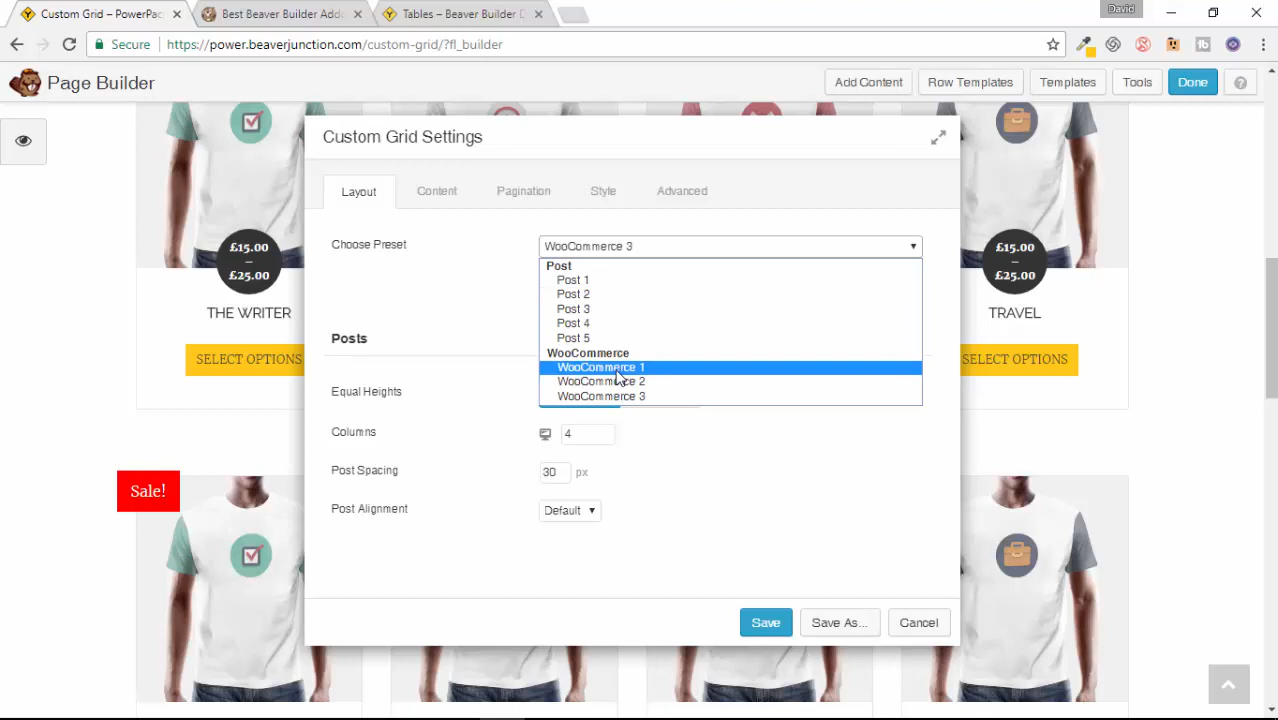 David
Custom Grid – PowerPac
Best Beaver Builder Add
Tables – Beaver Builder D
Secure
https://power.beaverjunction.com/custom-grid/?fl_builder
Page Builder
Add Content
Row Templates
Templates
Tools
Done
?
Custom Grid Settings
Layout
Content
Pagination
Style
Advanced
Choose Preset
WooCommerce 3
Post
Post 1
Post 2
Post 3
Post 4
Post 5
WooCommerce
WooCommerce 1
WooCommerce 2
WooCommerce 3
Posts
Equal Heights
Columns
4
Post Spacing
30 px
Post Alignment
Default
Save
Save As...
Cancel
£15.00
–
£25.00
THE WRITER
SELECT OPTIONS
£15.00
–
£25.00
TRAVEL
SELECT OPTIONS
Sale!